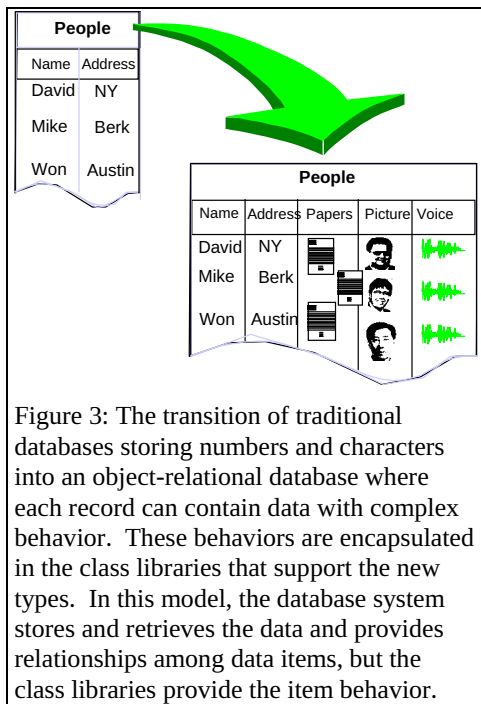 People
Name Address
David NY
Mike Berk
Won Austin
People
Name Address Papers Picture Voice
David NY
Mike Berk
Won Austin
Figure 3: The transition of traditional
databases storing numbers and characters
into an object-relational database where
each record can contain data with complex
behavior. These behaviors are encapsulated
in the class libraries that support the new
types. In this model, the database system
stores and retrieves the data and provides
relationships among data items, but the
class libraries provide the item behavior.